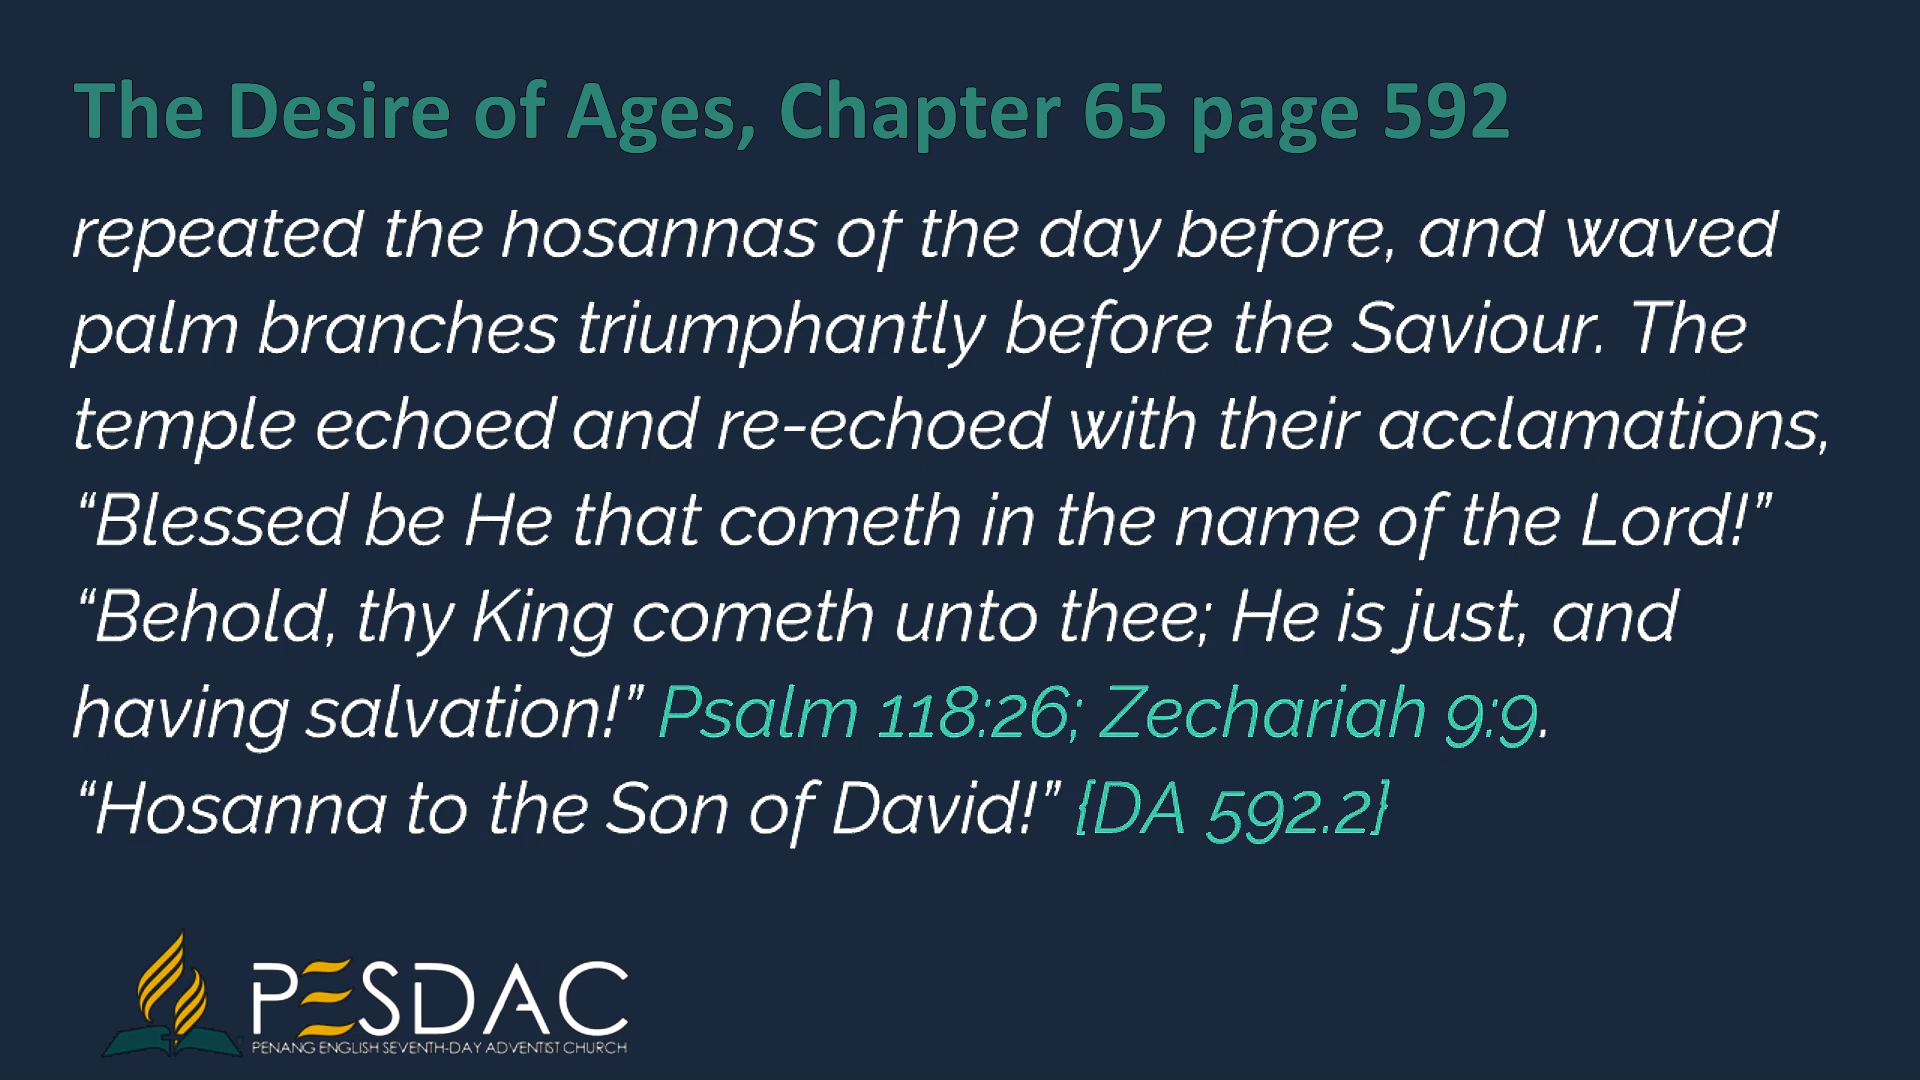 The Desire of Ages, Chapter 65 page 592
repeated the hosannas of the day before, and waved
palm branches triumphantly before the Saviour. The
temple echoed and re-echoed with their acclamations,
“Blessed be He that cometh in the name of the Lord!”
“Behold, thy King cometh unto thee; He is just, and
having salvation!” Psalm 118:26; Zechariah 9:9.
“Hosanna to the Son of David!” {DA 592.2}
PESDAC
PENANG ENGLISH SEVENTH-DAY ADVENTIST CHURCH